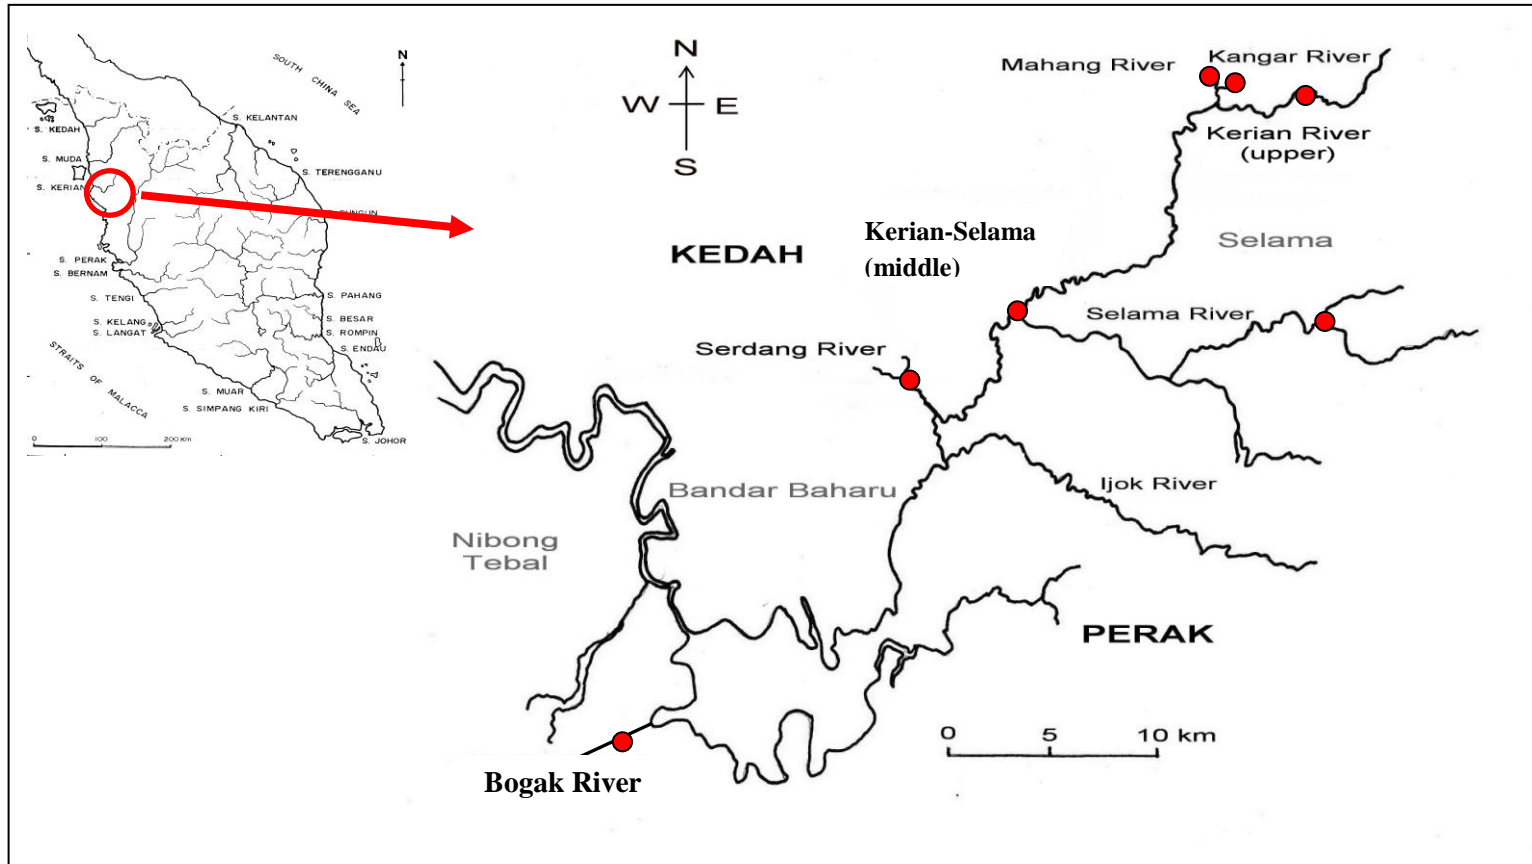 SOUTH CHINA SEA
N
S. KELANTAN
S. KEDAH
S. MUDA
S. TERENGGANU
S. KERIAN
S. PERAK
S. BERNAM
S. TENGI
S. PAHANG
S. KELANG
S. BESAR
S. LANGAT
S. ROMPIN
S. ENDAU
STRAITS OF MALACCA
S. MUAR
S. SIMPANG KIRI
S. JOHOR
0 100 200 Km
N
W E
S
Mahang River
Kangar River
Kerian River
(upper)
KEDAH
Kerian-Selama
(middle)
Selama
Selama River
Serdang River
Bandar Baharu
Ijok River
Nibong
Tebal
PERAK
0 5 10 km
Bogak River